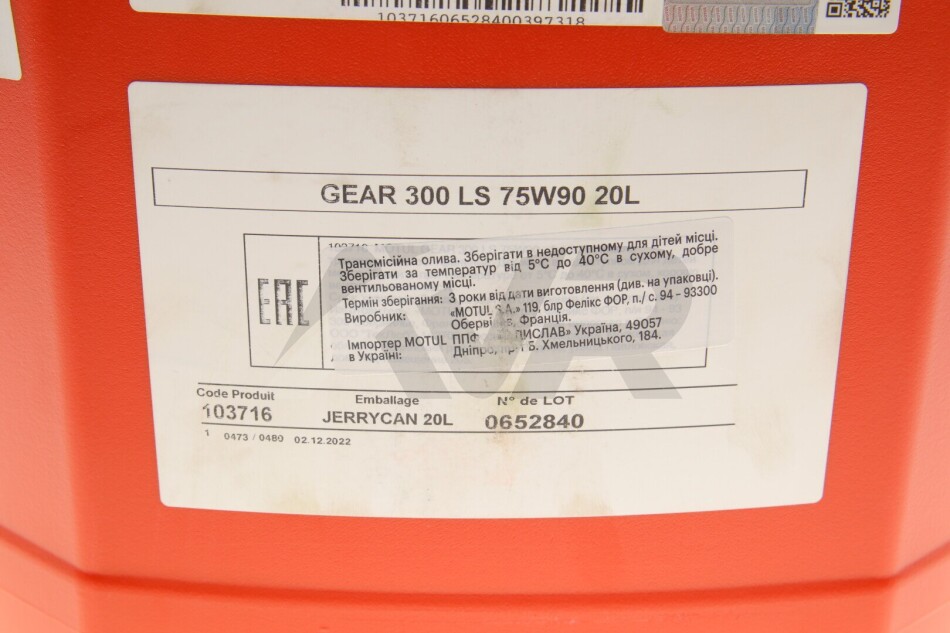 10371606528400397318
GEAR 300 LS 75W90 20L
EAC
Трансмісійна олива. Зберігати в недоступному для дітей місці.
Зберігати за температур від 5°C до 40°C в сухому, добре
вентильованому місці.
Термін зберігання: 3 роки від дати виготовлення (див. на упаковці).
Виробник: «MOTUL S.A.» 119, блр Фелікс ФОР, п./ с. 94 - 93300
Франція.
Імпортер MOTUL ППФ Україна, 49057
в Україні: Дніпро, Б. Хмельницького, 184.
Code Produit Emballage N° de LOT
103716 JERRYCAN 20L 0652840
1 0473 / 0480 02.12.2022